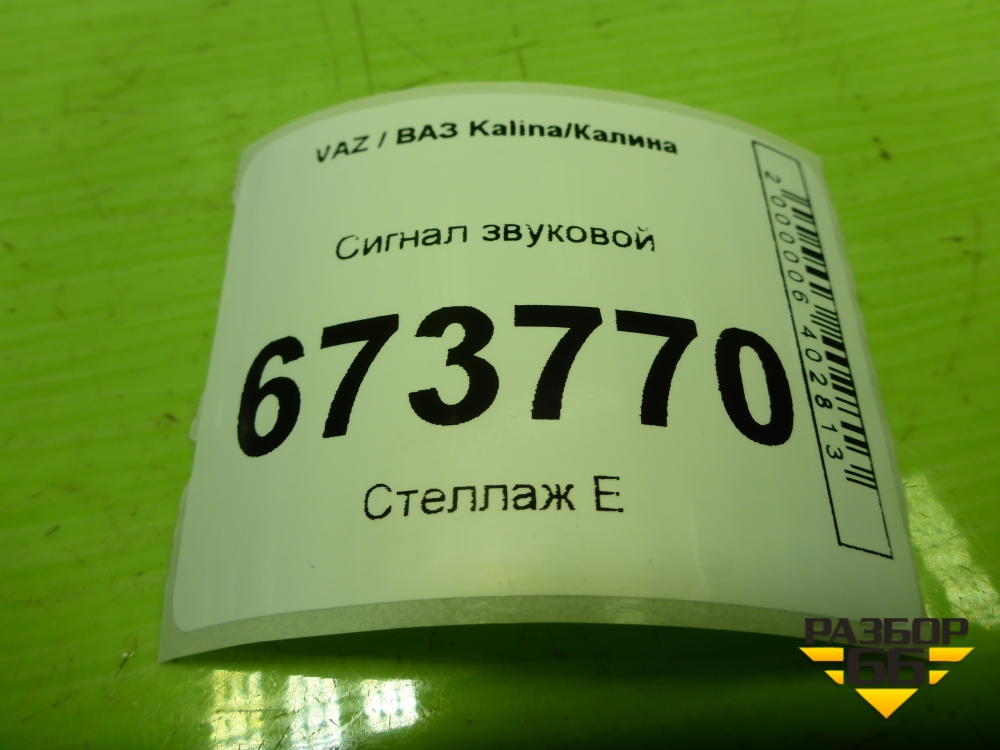 VAZ / ВАЗ Kalina/Калина
Сигнал звуковой
673770
Стеллаж Е
2000006402813
РАЗБОР
66